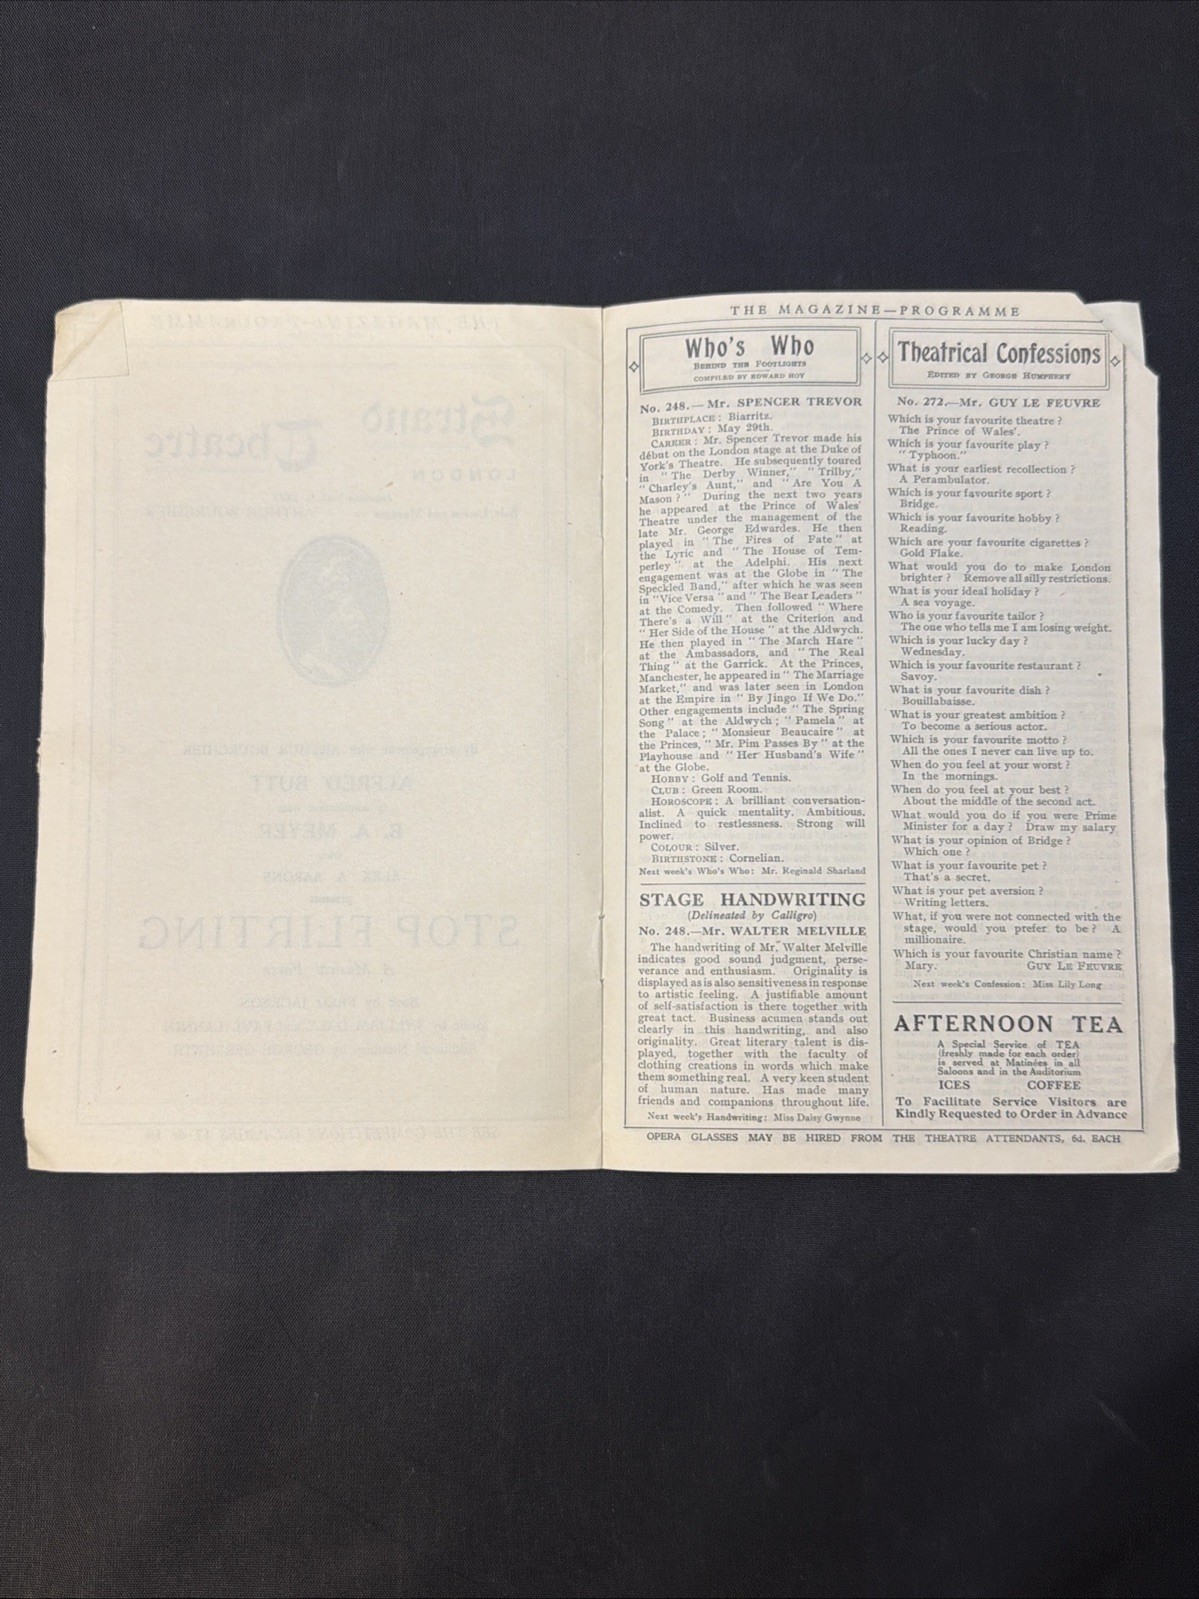 THE MAGAZINE—PROGRAMME
Who's Who
BEHIND THE FOOTLIGHTS
COMPILED BY EDWARD HOY
No. 248.—Mr. SPENCER TREVOR
BIRTHPLACE: Biarritz.
BIRTHDAY: May 29th.
CAREER: Mr. Spencer Trevor made his
début on the London stage at the Duke of
York's Theatre. He subsequently toured
in "The Derby Winner," "Trilby,"
"Charley's Aunt," and "Are You A
Mason?" During the next two years
he appeared at the Prince of Wales'
Theatre under the management of the
late Mr. George Edwardes. He then
played in "The Fires of Fate" at
the Lyric and "The House of Tem-
perley" at the Adelphi. His next
engagement was at the Globe in "The
Speckled Band," after which he was seen
in "Vice Versa" and "The Bear Leaders"
at the Comedy. Then followed "Where
There's a Will" at the Criterion and
"Her Side of the House" at the Aldwych.
He then played in "The March Hare"
at the Ambassadors, and "The Real
Thing" at the Garrick. At the Princes,
Manchester, he appeared in "The Marriage
Market," and was later seen in London
at the Empire in "By Jingo If We Do."
Other engagements include "The Spring
Song" at the Aldwych; "Pamela" at
the Palace; "Monsieur Beaucaire" at
the Princes, "Mr. Pim Passes By" at the
Playhouse and "Her Husband's Wife"
at the Globe.
HOBBY: Golf and Tennis.
CLUB: Green Room.
HOROSCOPE: A brilliant conversation-
alist. A quick mentality. Ambitious.
Inclined to restlessness. Strong will
power.
COLOUR: Silver.
BIRTHSTONE: Cornelian.
Next week's Who's Who: Mr. Reginald Sharland
STAGE HANDWRITING
(Delineated by Calligro)
No. 248.—Mr. WALTER MELVILLE
The handwriting of Mr. Walter Melville
indicates good sound judgment, perse-
verance and enthusiasm. Originality is
displayed as is also sensitiveness in response
to artistic feeling. A justifiable amount
of self-satisfaction is there together with
great tact. Business acumen stands out
clearly in this handwriting, and also
originality. Great literary talent is dis-
played, together with the faculty of
clothing creations in words which make
them something real. A very keen student
of human nature. Has made many
friends and companions throughout life.
Next week's Handwriting: Miss Daisy Gwynne
Theatrical Confessions
EDITED BY GEORGE HUMPHERY
No. 272.—Mr. GUY LE FEUVRE
Which is your favourite theatre?
The Prince of Wales'.
Which is your favourite play?
"Typhoon."
What is your earliest recollection?
A Perambulator.
Which is your favourite sport?
Bridge.
Which is your favourite hobby?
Reading.
Which are your favourite cigarettes?
Gold Flake.
What would you do to make London
brighter? Remove all silly restrictions.
What is your ideal holiday?
A sea voyage.
Who is your favourite tailor?
The one who tells me I am losing weight.
Which is your lucky day?
Wednesday.
Which is your favourite restaurant?
Savoy.
What is your favourite dish?
Bouillabaisse.
What is your greatest ambition?
To become a serious actor.
Which is your favourite motto?
All the ones I never can live up to.
When do you feel at your worst?
In the mornings.
When do you feel at your best?
About the middle of the second act.
What would you do if you were Prime
Minister for a day? Draw my salary
What is your opinion of Bridge?
Which one?
What is your favourite pet?
That's a secret.
What is your pet aversion?
Writing letters.
What, if you were not connected with the
stage, would you prefer to be? A
millionaire.
Which is your favourite Christian name?
Mary. GUY LE FEUVRE
Next week's Confession: Miss Lily Long
AFTERNOON TEA
A Special Service of TEA
(freshly made for each order)
is served at Matinées in all
Saloons and in the Auditorium
ICES COFFEE
To Facilitate Service Visitors are
Kindly Requested to Order in Advance
OPERA GLASSES MAY BE HIRED FROM THE THEATRE ATTENDANTS, 6d. EACH